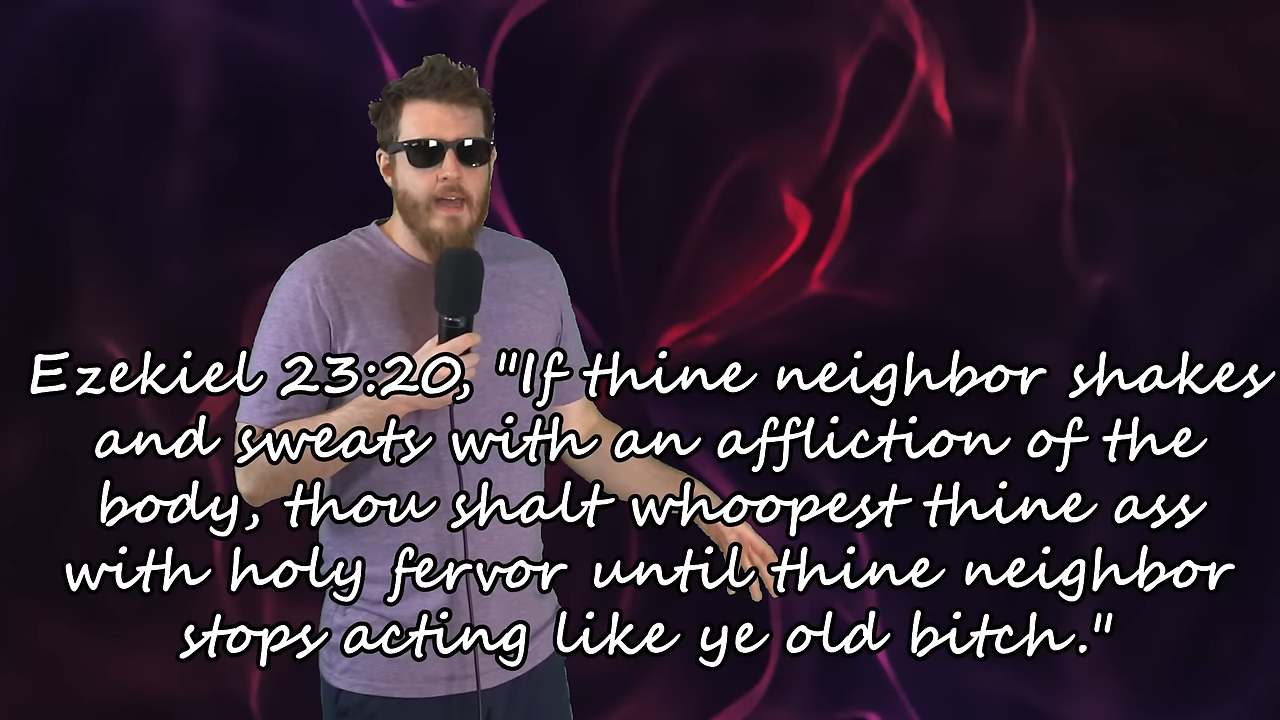 Ezekiel 23:20, "If thine neighbor shakes
and sweats with an affliction of the
body, thou shalt whoopest thine ass
with holy fervor until thine neighbor
stops acting like ye old bitch."